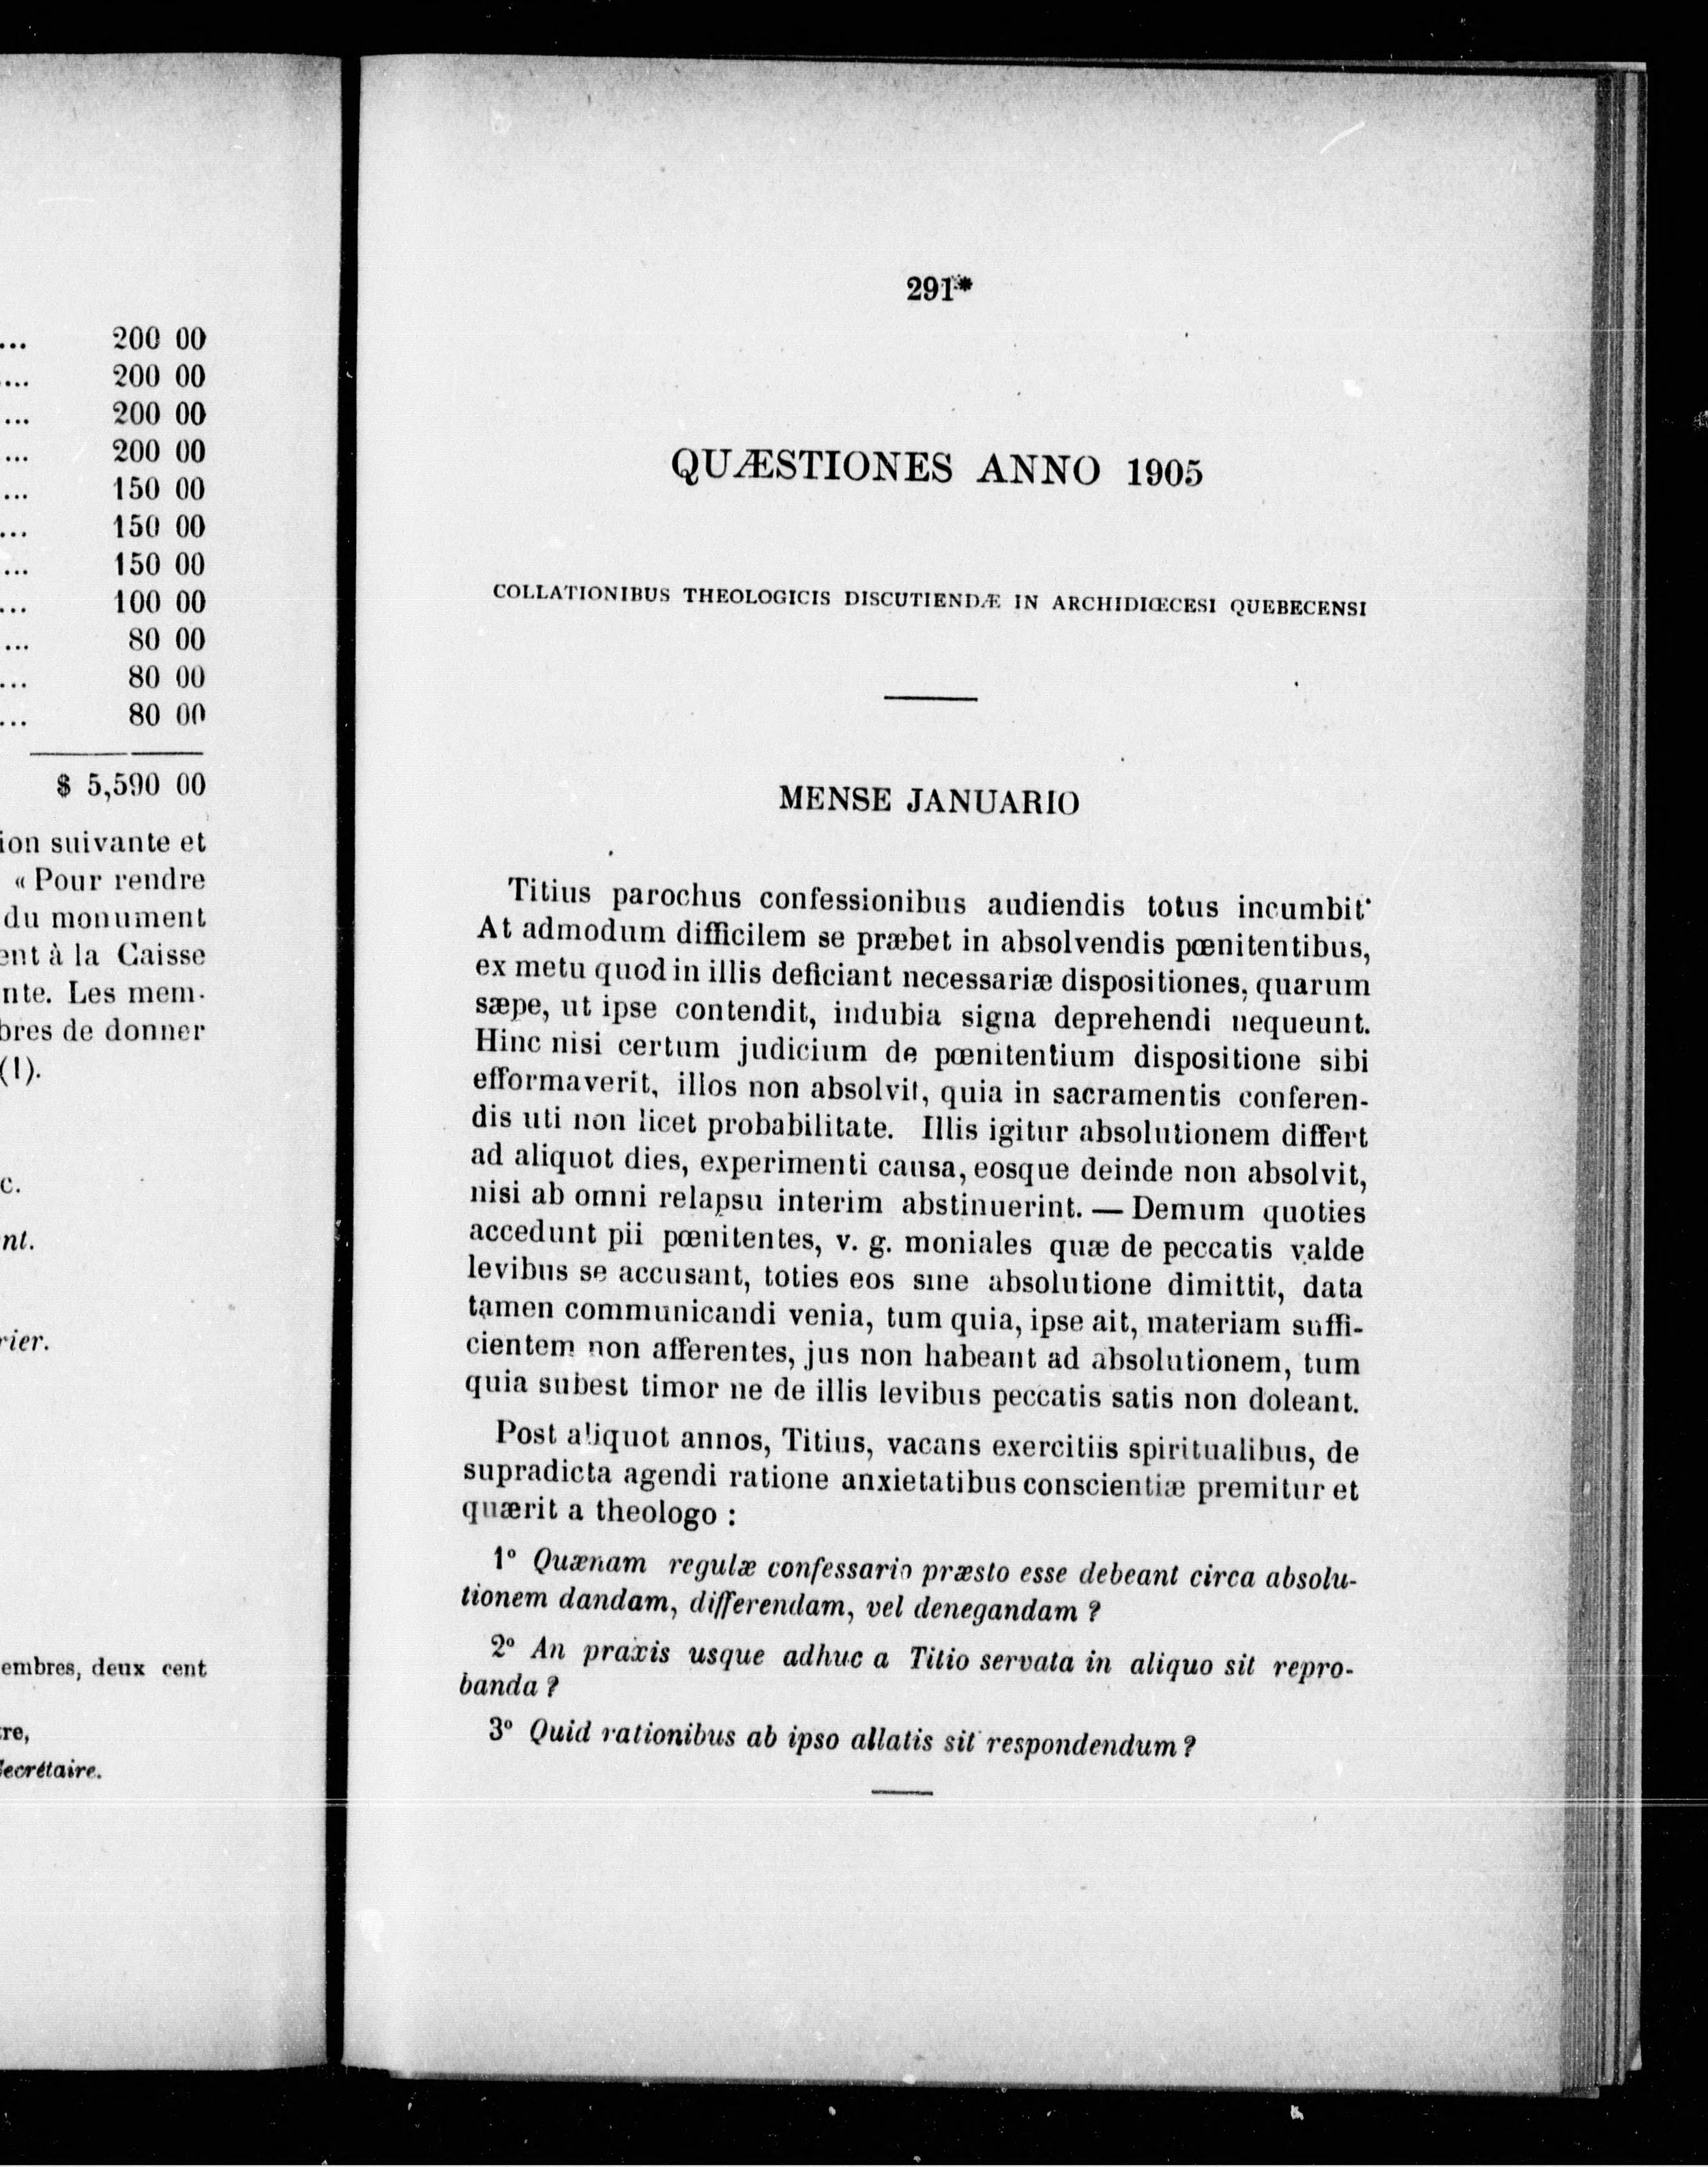 ... 200 00
.... 200 00
... 200 00
... 200 00
... 150 00
... 150 00
... 150 00
... 100 00
... 80 00
... 80 00
... 80 00
$ 5,590 00
ion suivante et
« Pour rendre
du monument
ent à la Caisse
nte. Les mem-
bres de donner
(1).
c.
nt.
rier.
embres, deux cent
re,
Secrétaire.
291*
QUÆSTIONES ANNO 1905
COLLATIONIBUS THEOLOGICIS DISCUTIENDÆ IN ARCHIDIŒCESI QUEBECENSI
MENSE JANUARIO
Titius parochus confessionibus audiendis totus incumbit·
At admodum difficilem se præbet in absolvendis pœnitentibus,
ex metu quod in illis deficiant necessariæ dispositiones, quarum
sæpe, ut ipse contendit, indubia signa deprehendi nequeunt.
Hinc nisi certum judicium de pœnitentium dispositione sibi
efformaverit, illos non absolvit, quia in sacramentis conferen-
dis uti non licet probabilitate. Illis igitur absolutionem differt
ad aliquot dies, experimenti causa, eosque deinde non absolvit,
nisi ab omni relapsu interim abstinuerint. — Demum quoties
accedunt pii pœnitentes, v. g. moniales quæ de peccatis valde
levibus se accusant, toties eos sine absolutione dimittit, data
tamen communicandi venia, tum quia, ipse ait, materiam suffi-
cientem non afferentes, jus non habeant ad absolutionem, tum
quia subest timor ne de illis levibus peccatis satis non doleant.
Post aliquot annos, Titius, vacans exercitiis spiritualibus, de
supradicta agendi ratione anxietatibus conscientiæ premitur et
quærit a theologo :
1º Quænam regulæ confessario præsto esse debeant circa absolu-
tionem dandam, differendam, vel denegandam ?
2º An praxis usque adhuc a Titio servata in aliquo sit repro-
banda ?
3º Quid rationibus ab ipso allatis sit respondendum ?